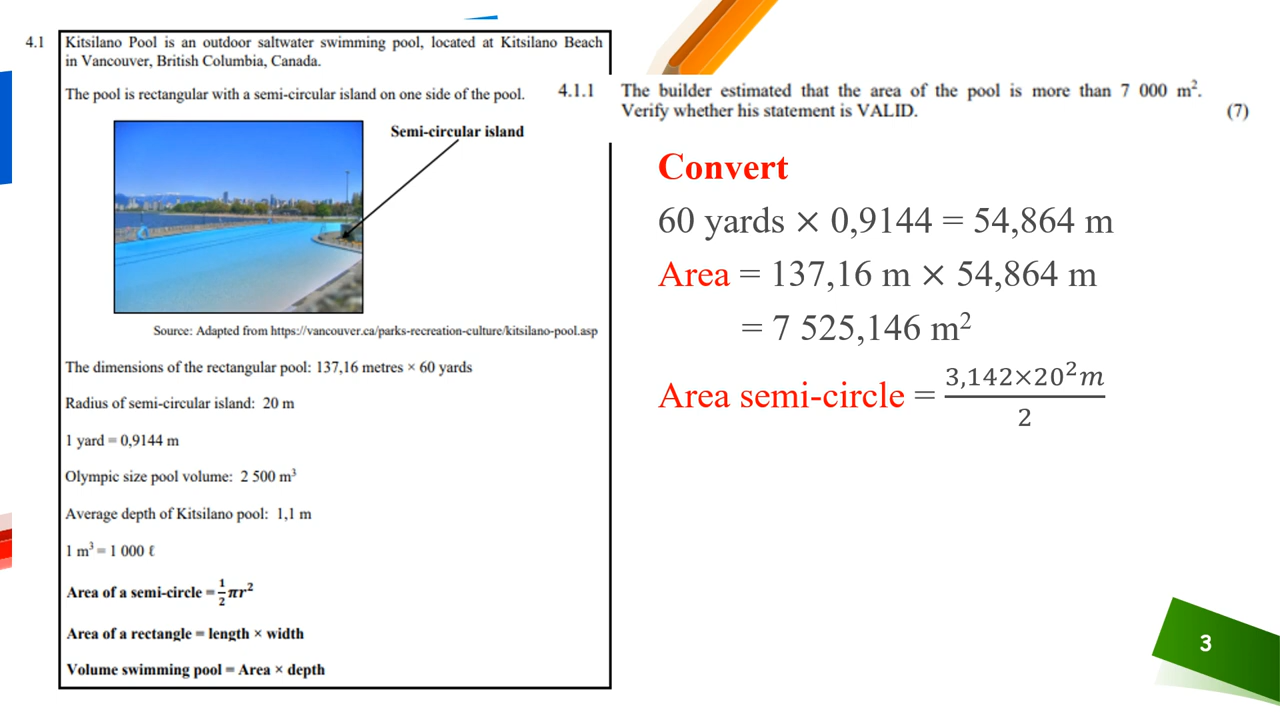 4.1 Kitsilano Pool is an outdoor saltwater swimming pool, located at Kitsilano Beach
in Vancouver, British Columbia, Canada.
The pool is rectangular with a semi-circular island on one side of the pool.
Semi-circular island
Source: Adapted from https://vancouver.ca/parks-recreation-culture/kitsilano-pool.asp
The dimensions of the rectangular pool: 137,16 metres × 60 yards
Radius of semi-circular island: 20 m
1 yard = 0,9144 m
Olympic size pool volume: 2 500 m³
Average depth of Kitsilano pool: 1,1 m
1 m³ = 1 000 ℓ
Area of a semi-circle = 1/2 πr²
Area of a rectangle = length × width
Volume swimming pool = Area × depth
4.1.1 The builder estimated that the area of the pool is more than 7 000 m².
Verify whether his statement is VALID. (7)
Convert
60 yards × 0,9144 = 54,864 m
Area = 137,16 m × 54,864 m
= 7 525,146 m²
Area semi-circle = 3,142×20²m/2
3